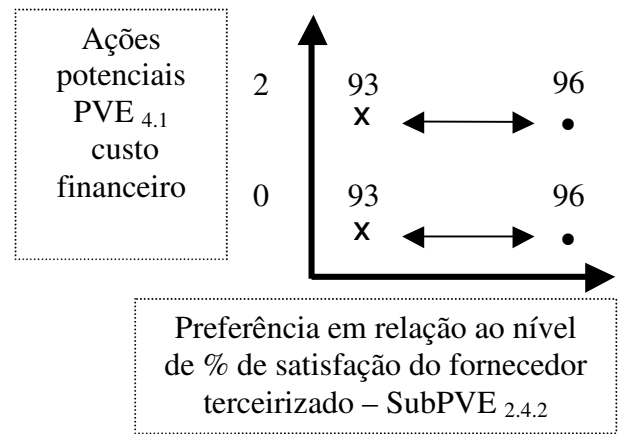 Ações
potenciais
PVE 4.1
custo
financeiro
2 93 96
x •
0 93 96
x •
Preferência em relação ao nível
de % de satisfação do fornecedor
terceirizado – SubPVE 2.4.2